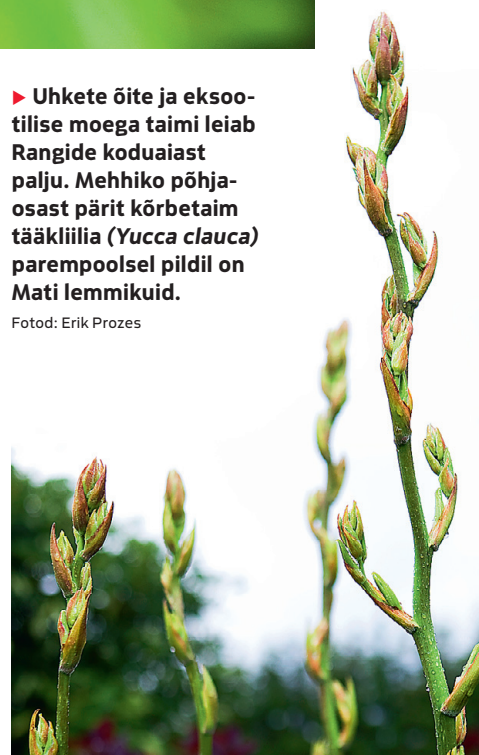 ▶ Uhkete õite ja eksoo-
tilise moega taimi leiab
Rangide koduaiast
palju. Mehhiko põhja-
osast pärit kõrbetaim
tääkliilia (Yucca clauca)
parempoolsel pildil on
Mati lemmikuid.
Fotod: Erik Prozes